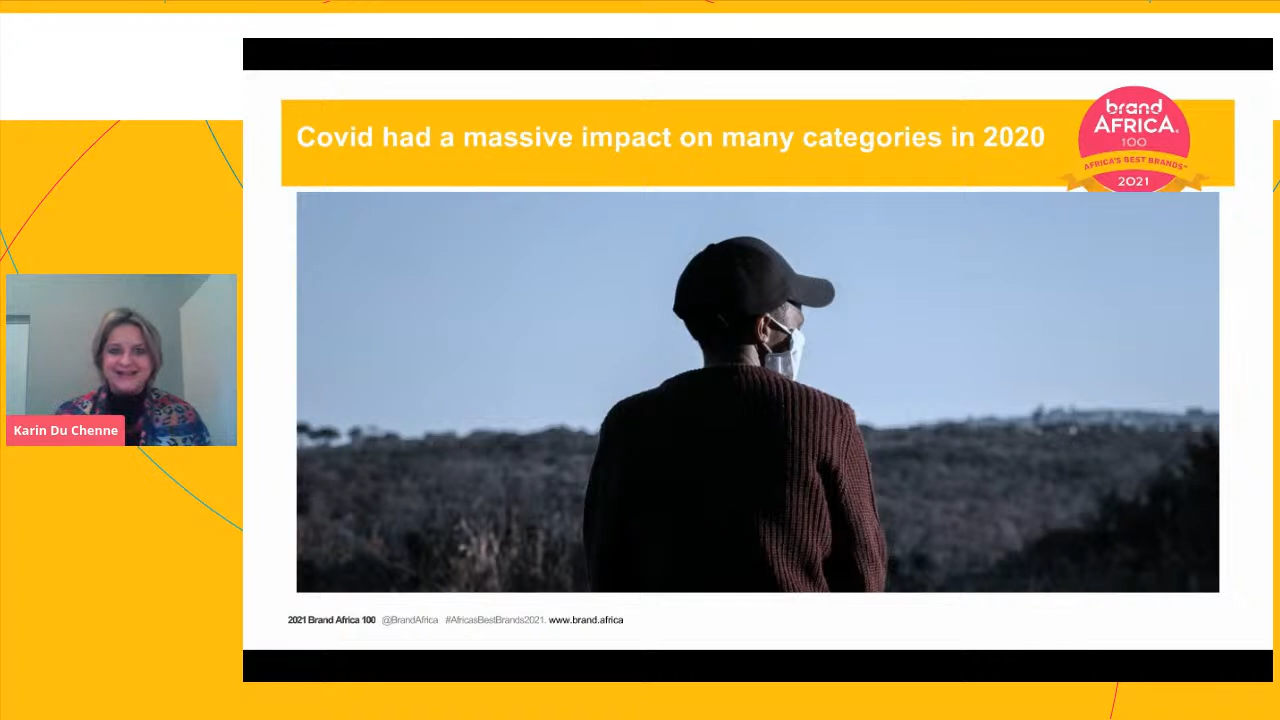 Covid had a massive impact on many categories in 2020
brand
AFRICA.
100
AFRICA'S BEST BRANDS™
2021
Karin Du Chenne
2021 Brand Africa 100 @BrandAfrica #AfricasBestBrands2021. www.brand.africa